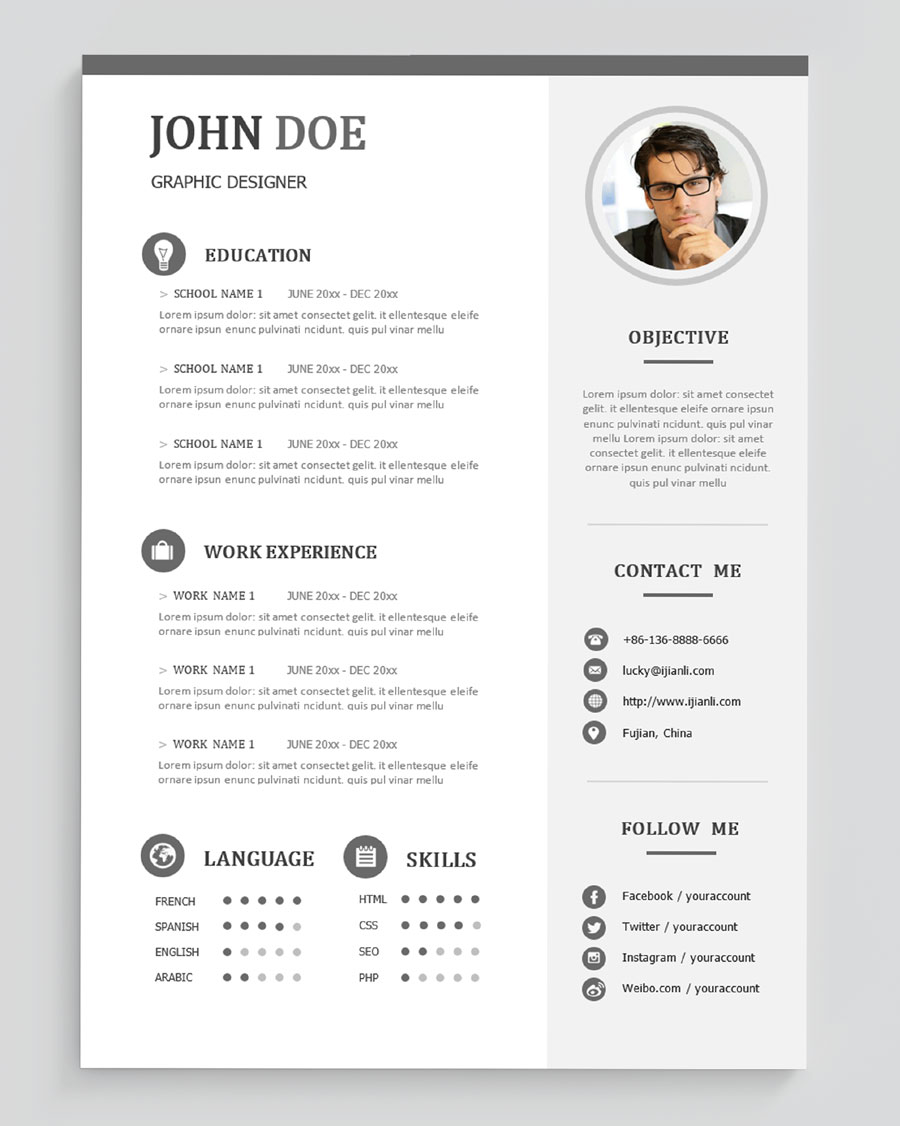 JOHN DOE
GRAPHIC DESIGNER
EDUCATION
> SCHOOL NAME 1 JUNE 20xx - DEC 20xx
Lorem ipsum dolor: sit amet consectet gelit. it ellentesque eleife
ornare ipsun enunc pulvinati ncidunt. quis pul vinar mellu
> SCHOOL NAME 1 JUNE 20xx - DEC 20xx
Lorem ipsum dolor: sit amet consectet gelit. it ellentesque eleife
ornare ipsun enunc pulvinati ncidunt. quis pul vinar mellu
> SCHOOL NAME 1 JUNE 20xx - DEC 20xx
Lorem ipsum dolor: sit amet consectet gelit. it ellentesque eleife
ornare ipsun enunc pulvinati ncidunt. quis pul vinar mellu
WORK EXPERIENCE
> WORK NAME 1 JUNE 20xx - DEC 20xx
Lorem ipsum dolor: sit amet consectet gelit. it ellentesque eleife
ornare ipsun enunc pulvinati ncidunt. quis pul vinar mellu
> WORK NAME 1 JUNE 20xx - DEC 20xx
Lorem ipsum dolor: sit amet consectet gelit. it ellentesque eleife
ornare ipsun enunc pulvinati ncidunt. quis pul vinar mellu
> WORK NAME 1 JUNE 20xx - DEC 20xx
Lorem ipsum dolor: sit amet consectet gelit. it ellentesque eleife
ornare ipsun enunc pulvinati ncidunt. quis pul vinar mellu
LANGUAGE
FRENCH
SPANISH
ENGLISH
ARABIC
SKILLS
HTML
CSS
SEO
PHP
OBJECTIVE
Lorem ipsum dolor: sit amet consectet
gelit. it ellentesque eleife ornare ipsun
enunc pulvinati ncidunt. quis pul vinar
mellu Lorem ipsum dolor: sit amet
consectet gelit. it ellentesque eleife
ornare ipsun enunc pulvinati ncidunt.
quis pul vinar mellu
CONTACT ME
+86-136-8888-6666
lucky@ijianli.com
http://www.ijianli.com
Fujian, China
FOLLOW ME
Facebook / youraccount
Twitter / youraccount
Instagram / youraccount
Weibo.com / youraccount